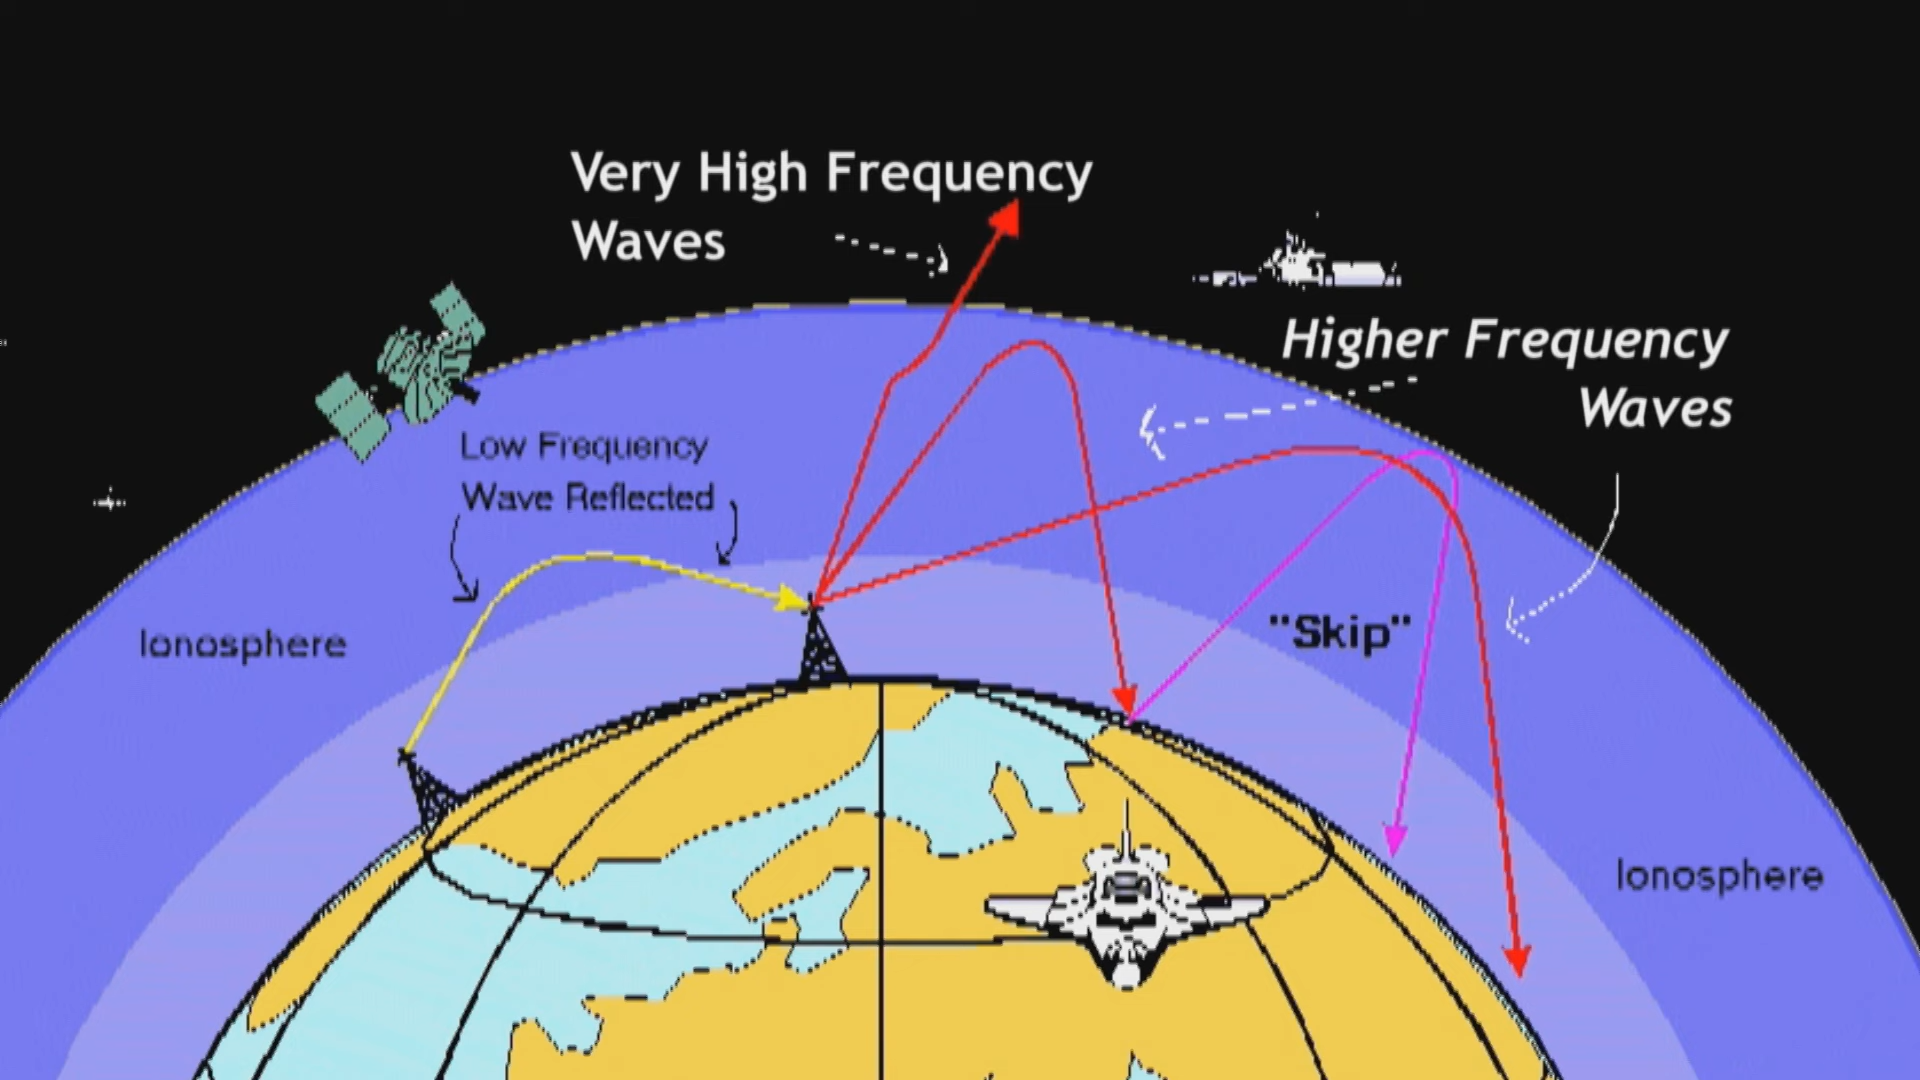 Very High Frequency
Waves
Higher Frequency
Waves
Low Frequency
Wave Reflected
"Skip"
Ionosphere
Ionosphere